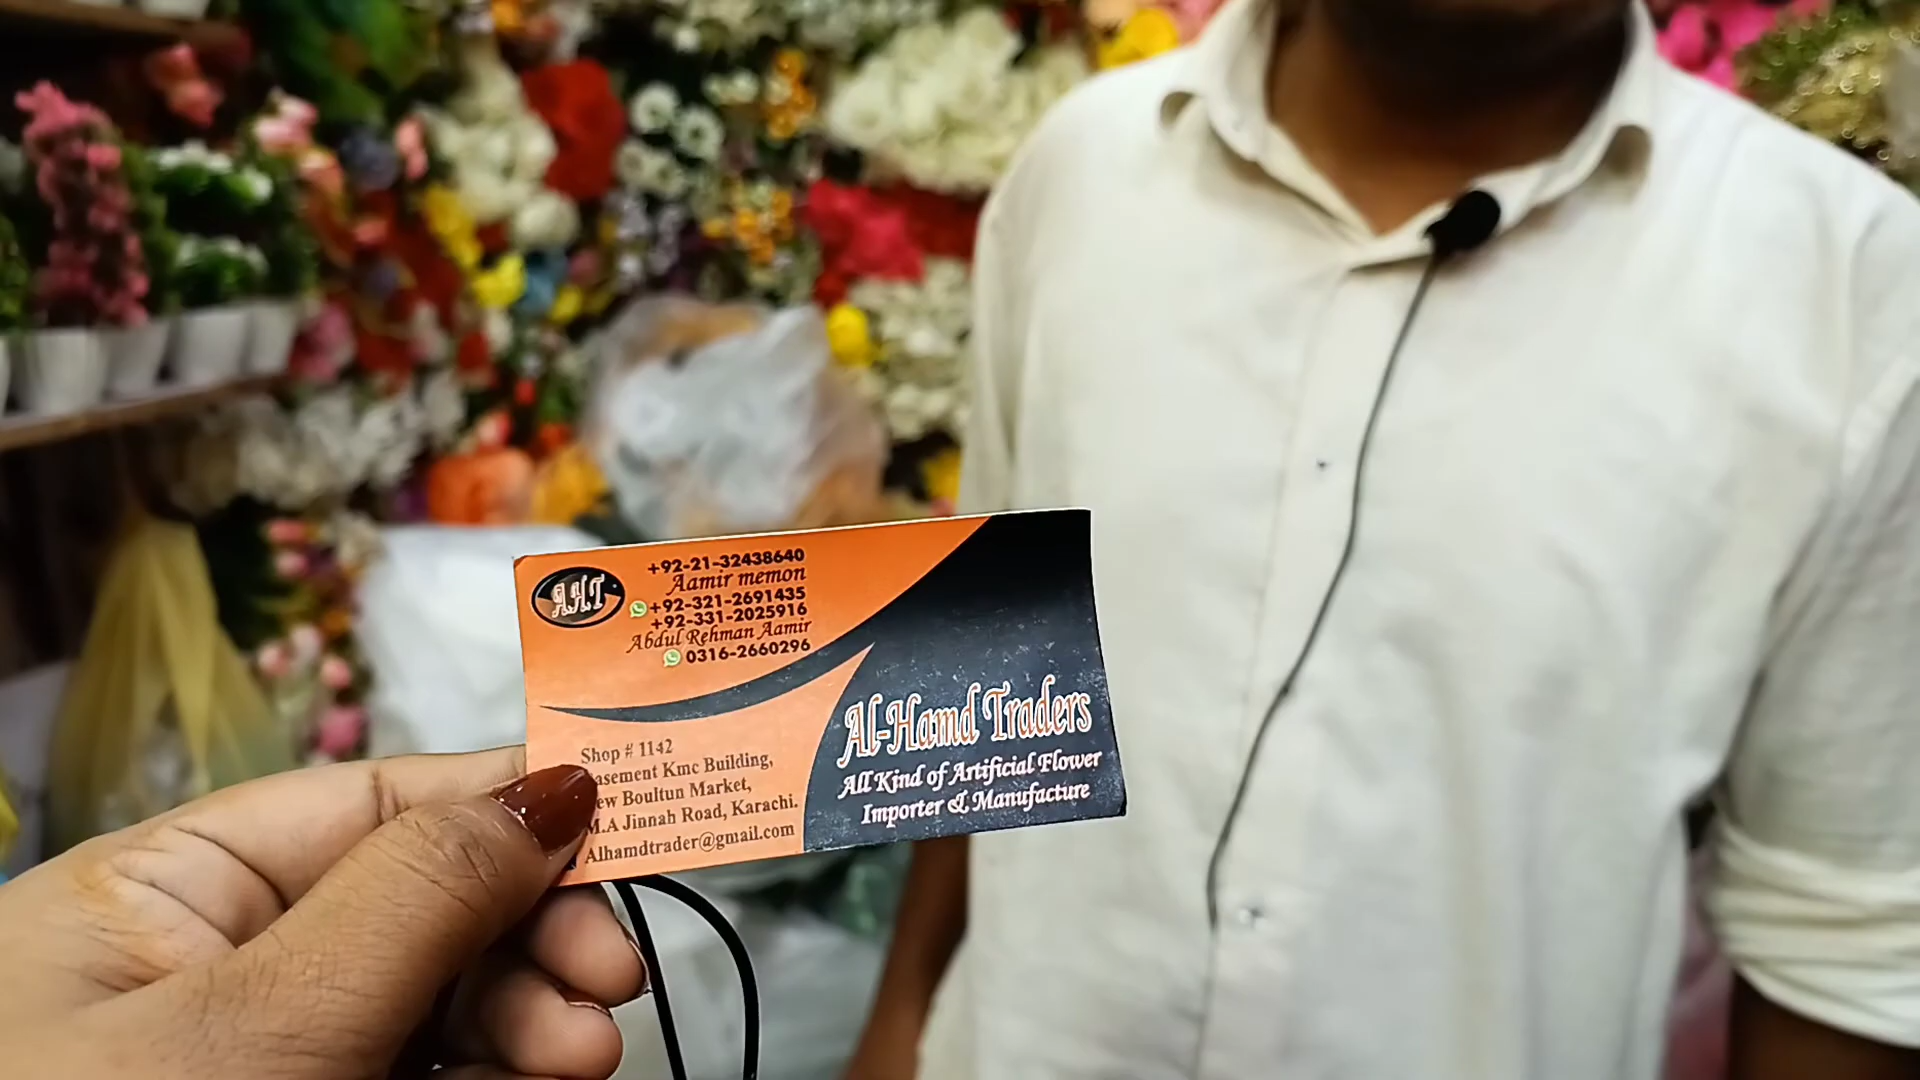 AHT
+92-21-32438640
Aamir memon
+92-321-2691435
+92-331-2025916
Abdul Rehman Aamir
0316-2660296
Al-Hamd Traders
All Kind of Artificial Flower
Importer & Manufacture
Shop # 1142
Kmc Building,
Boultun Market,
M.A Jinnah Road, Karachi.
Alhamdtrader@gmail.com